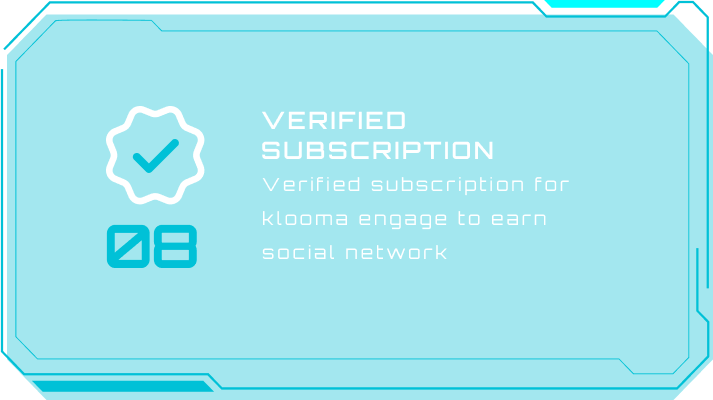 VERIFIED
SUBSCRIPTION
Verified subscription for
klooma engage to earn
social network
08